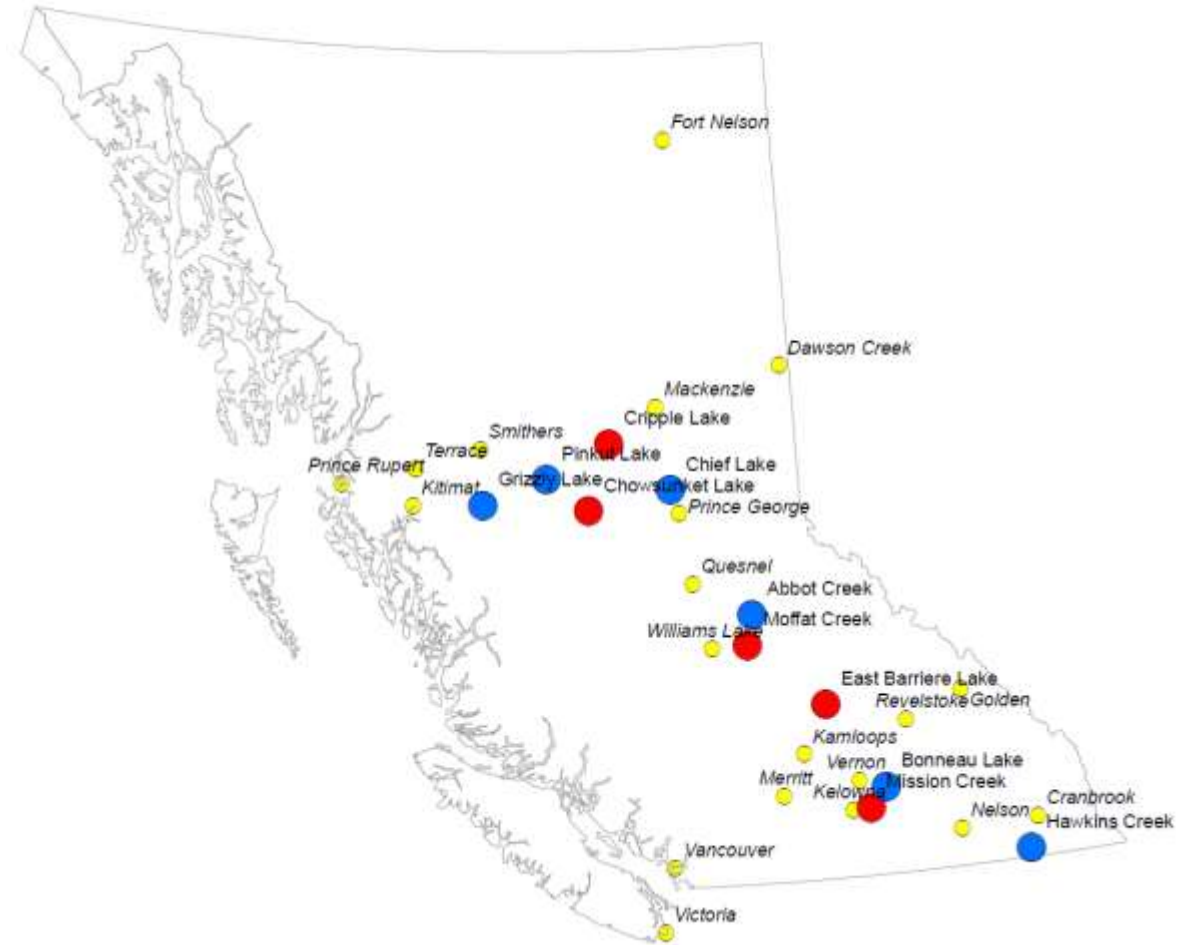 Fort Nelson
Dawson Creek
Mackenzie
Cripple Lake
Smithers
Pinkut Lake
Terrace
Prince Rupert
Grizzly Lake
Chief Lake
Kitimat
Chowsunket Lake
Prince George
Quesnel
Abbot Creek
Moffat Creek
Williams Lake
East Barriere Lake
Revelstoke
Golden
Kamloops
Vernon
Bonneau Lake
Merritt
Mission Creek
Kelowna
Nelson
Cranbrook
Hawkins Creek
Vancouver
Victoria